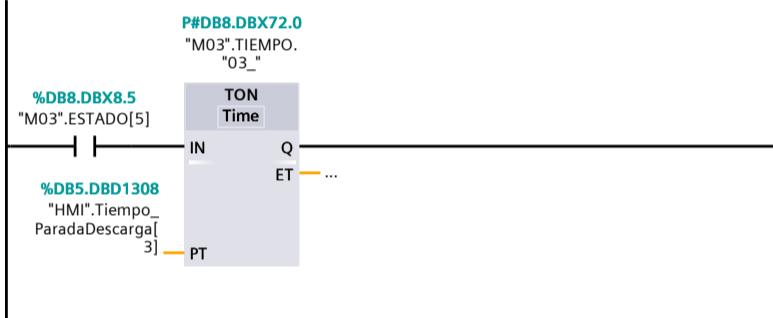 P#DB8.DBX72.0
"M03".TIEMPO.
"03_"
%DB8.DBX8.5
"M03".ESTADO[5]
TON
Time
IN
Q
ET
...
%DB5.DBD1308
"HMI".Tiempo_
ParadaDescarga[
3]
PT